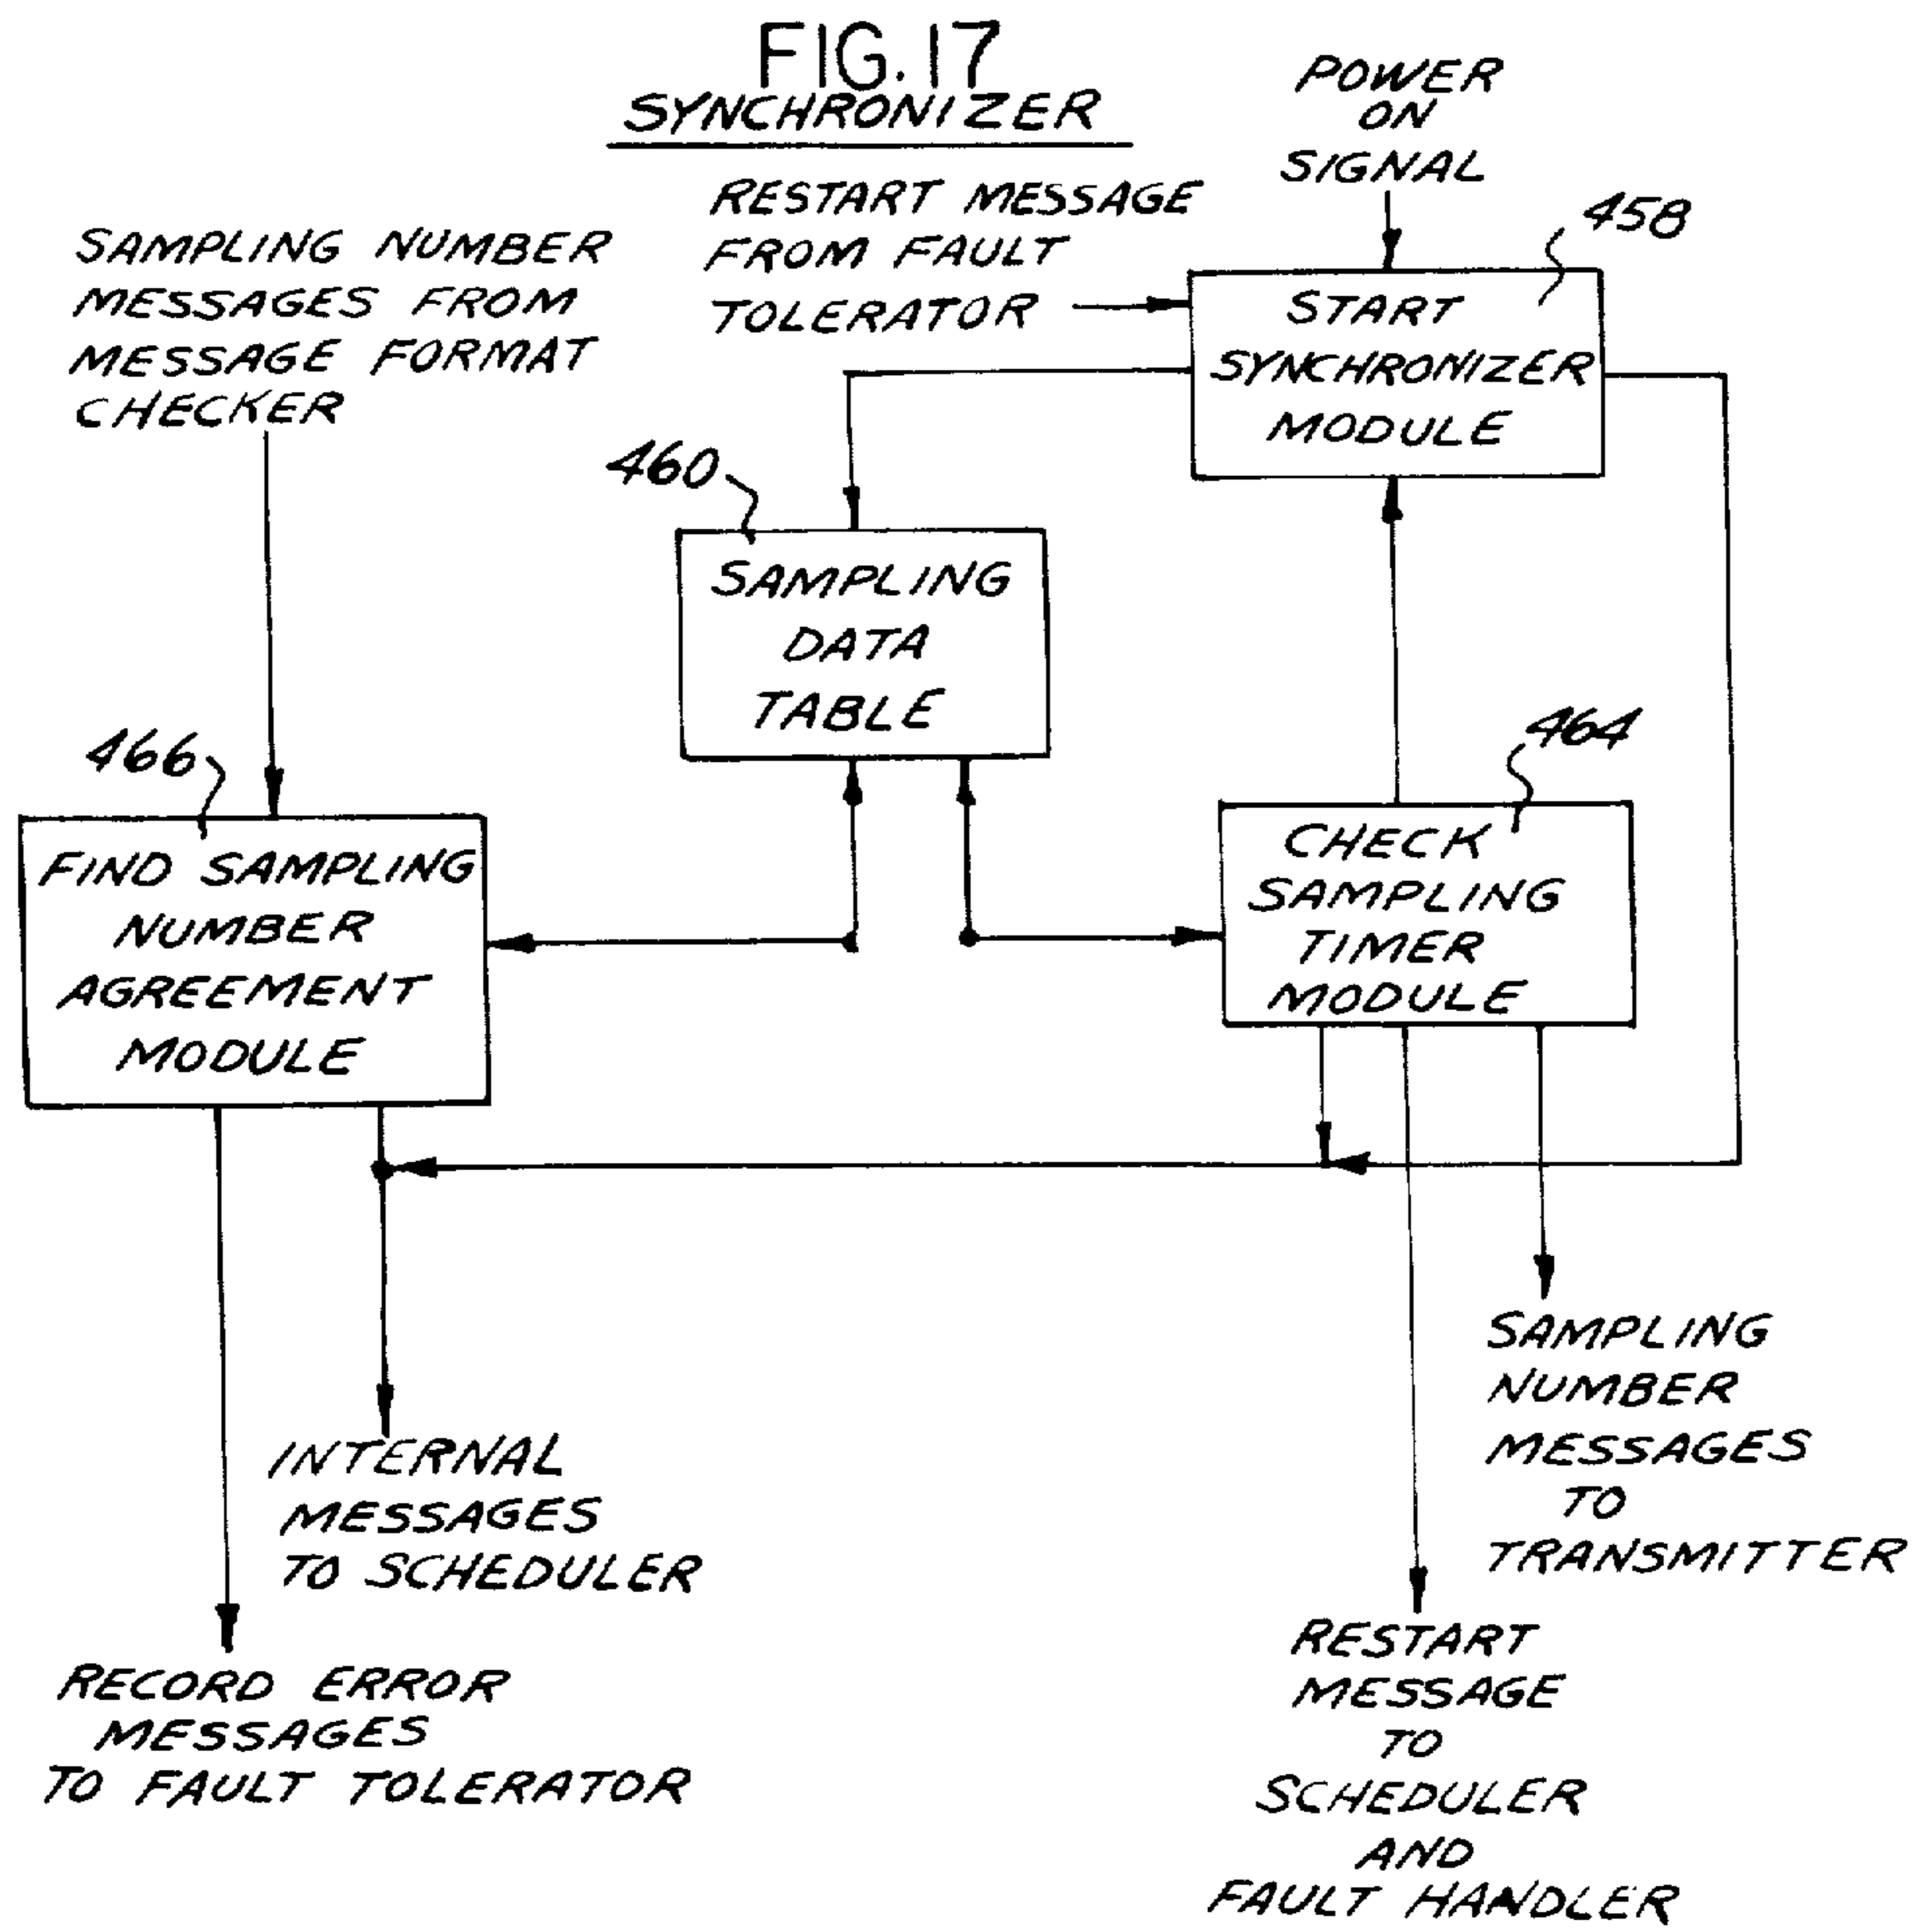 FIG. 17
SYNCHRONIZER
POWER
ON
SIGNAL
RESTART MESSAGE
FROM FAULT
TOLERATOR
458
SAMPLING NUMBER
MESSAGES FROM
MESSAGE FORMAT
CHECKER
START
SYNCHRONIZER
MODULE
460
SAMPLING
DATA
TABLE
466
FIND SAMPLING
NUMBER
AGREEMENT
MODULE
464
CHECK
SAMPLING
TIMER
MODULE
INTERNAL
MESSAGES
TO SCHEDULER
RECORD ERROR
MESSAGES
TO FAULT TOLERATOR
SAMPLING
NUMBER
MESSAGES
TO
TRANSMITTER
RESTART
MESSAGE
TO
SCHEDULER
AND
FAULT HANDLER